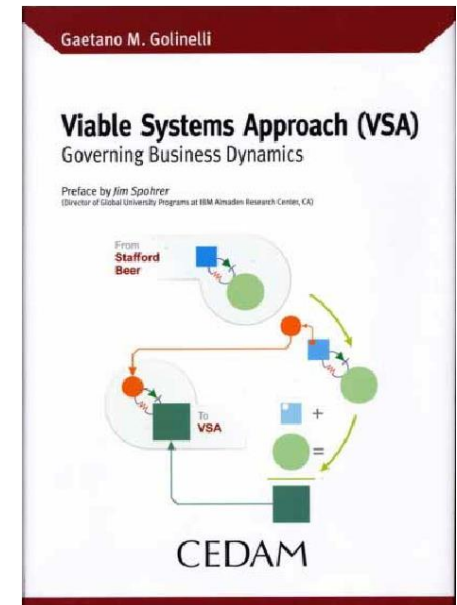 Gaetano M. Golinelli
Viable Systems Approach (VSA)
Governing Business Dynamics
Preface by Jim Spohrer
(Director of Global University Programs at IBM Almaden Research Center, CA)
From
Stafford
Beer
To
VSA
+
=
CEDAM